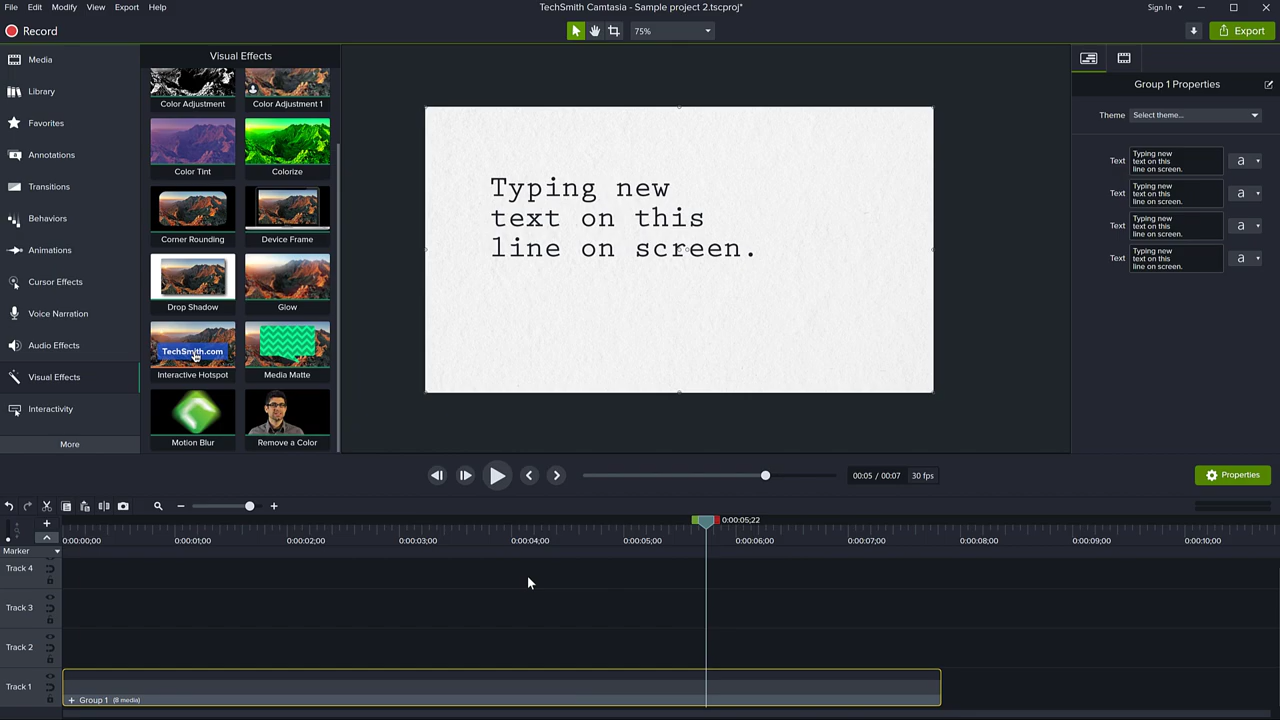 File Edit Modify View Export Help
TechSmith Camtasia - Sample project 2.tscproj*
Sign In
Record
75%
Export
Media
Library
Favorites
Annotations
Transitions
Behaviors
Animations
Cursor Effects
Voice Narration
Audio Effects
Visual Effects
Interactivity
More
Visual Effects
Color Adjustment
Color Adjustment 1
Color Tint
Colorize
Corner Rounding
Device Frame
Drop Shadow
Glow
TechSmith.com
Interactive Hotspot
Media Matte
Motion Blur
Remove a Color
Typing new
text on this
line on screen.
Group 1 Properties
Theme Select theme...
Text
Typing new
text on this
line on screen.
a
Text
Typing new
text on this
line on screen.
a
Text
Typing new
text on this
line on screen.
a
Text
Typing new
text on this
line on screen.
a
00:05 / 00:07 30 fps
Properties
0:00:05;22
0:00:00;00 0:00:01;00 0:00:02;00 0:00:03;00 0:00:04;00 0:00:05;00 0:00:06;00 0:00:07;00 0:00:08;00 0:00:09;00 0:00:10;00
Marker
Track 4
Track 3
Track 2
Track 1
+ Group 1 (8 media)